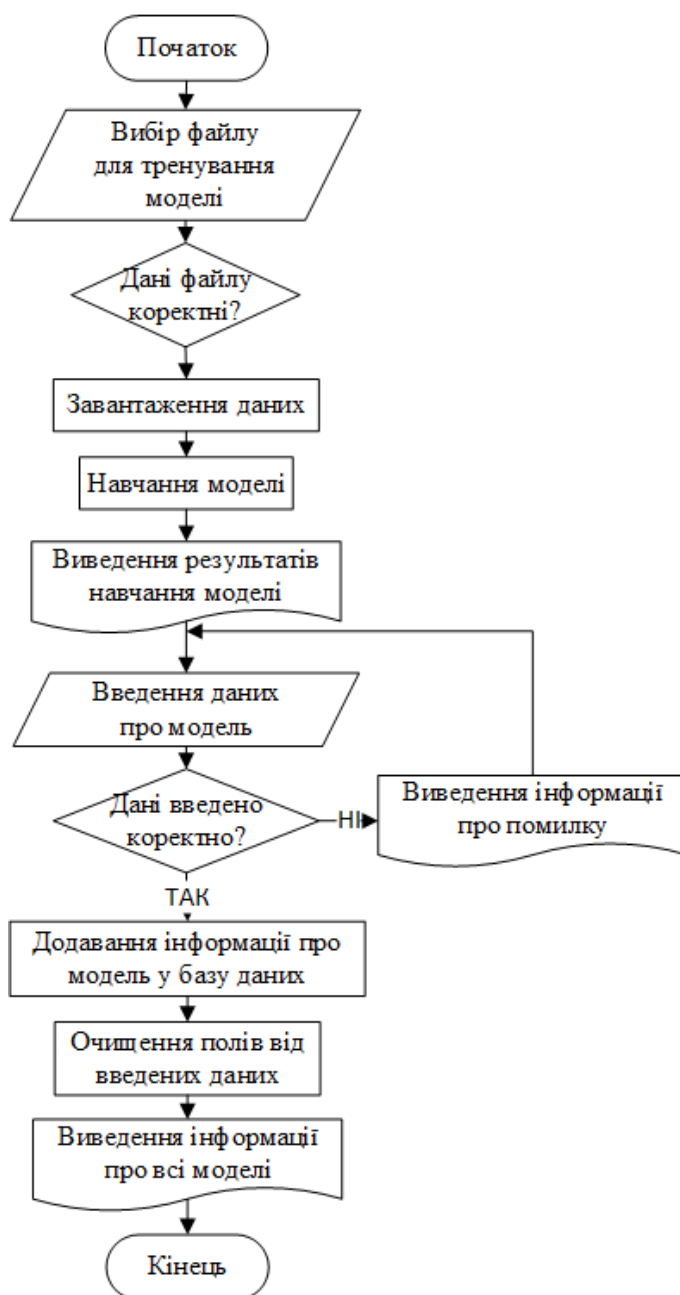 Початок
Вибір файлу
для тренування
моделі
Дані файлу
коректні?
Завантаження даних
Навчання моделі
Виведення результатів
навчання моделі
Введення даних
про модель
Дані введено
коректно?
НІ
Виведення інформації
про помилку
ТАК
Додавання інформації про
модель у базу даних
Очищення полів від
введених даних
Виведення інформації
про всі моделі
Кінець